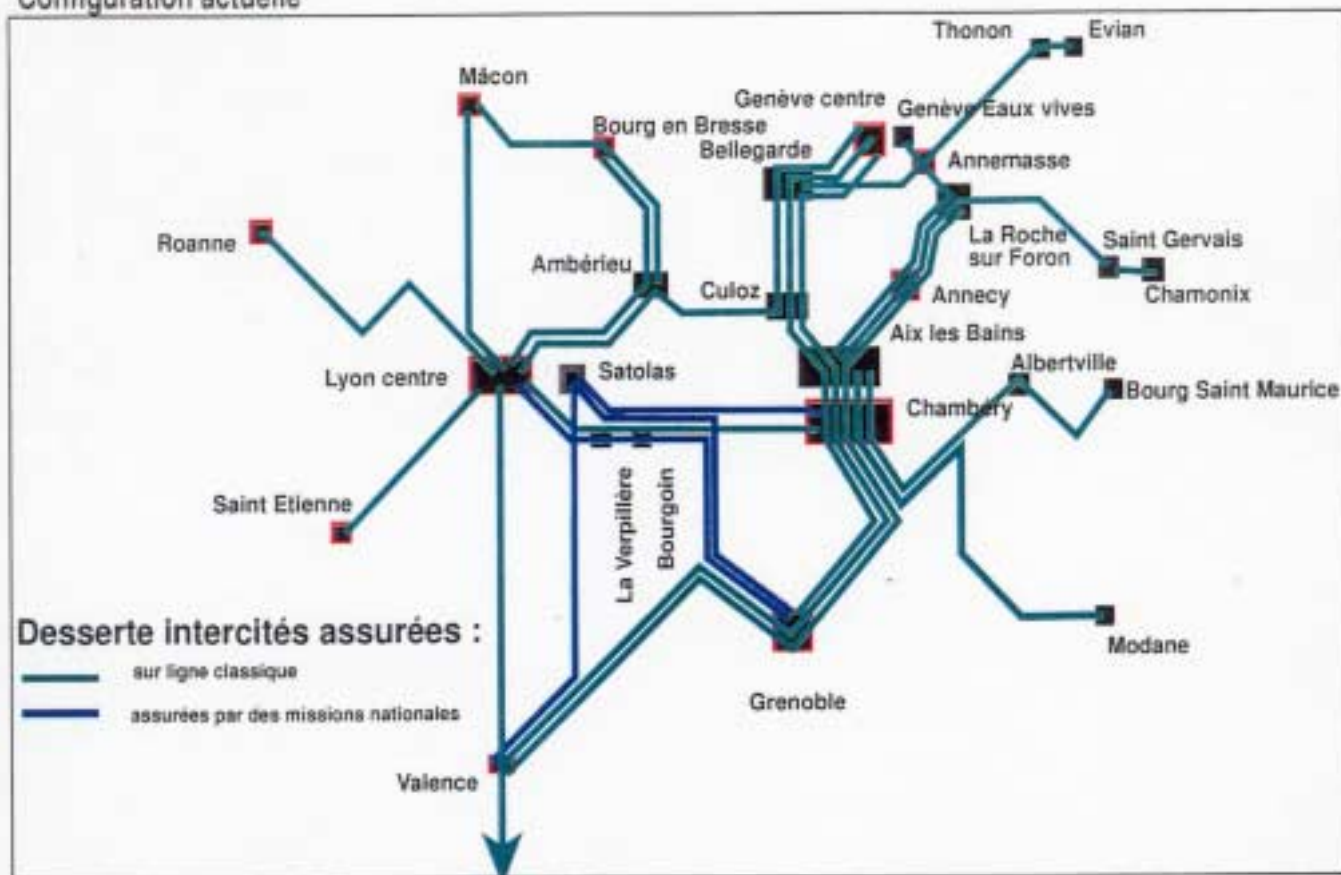 Configuration actuelle
Thonon
Evian
Mâcon
Genève centre
Genève Eaux vives
Bourg en Bresse
Bellegarde
Annemasse
Roanne
La Roche
sur Foron
Saint Gervais
Ambérieu
Culoz
Annecy
Chamonix
Aix les Bains
Lyon centre
Satolas
Albertville
Bourg Saint Maurice
Chambéry
Saint Etienne
La Verpillère
Bourgoin
Desserte intercités assurées :
sur ligne classique
assurées par des missions nationales
Modane
Grenoble
Valence